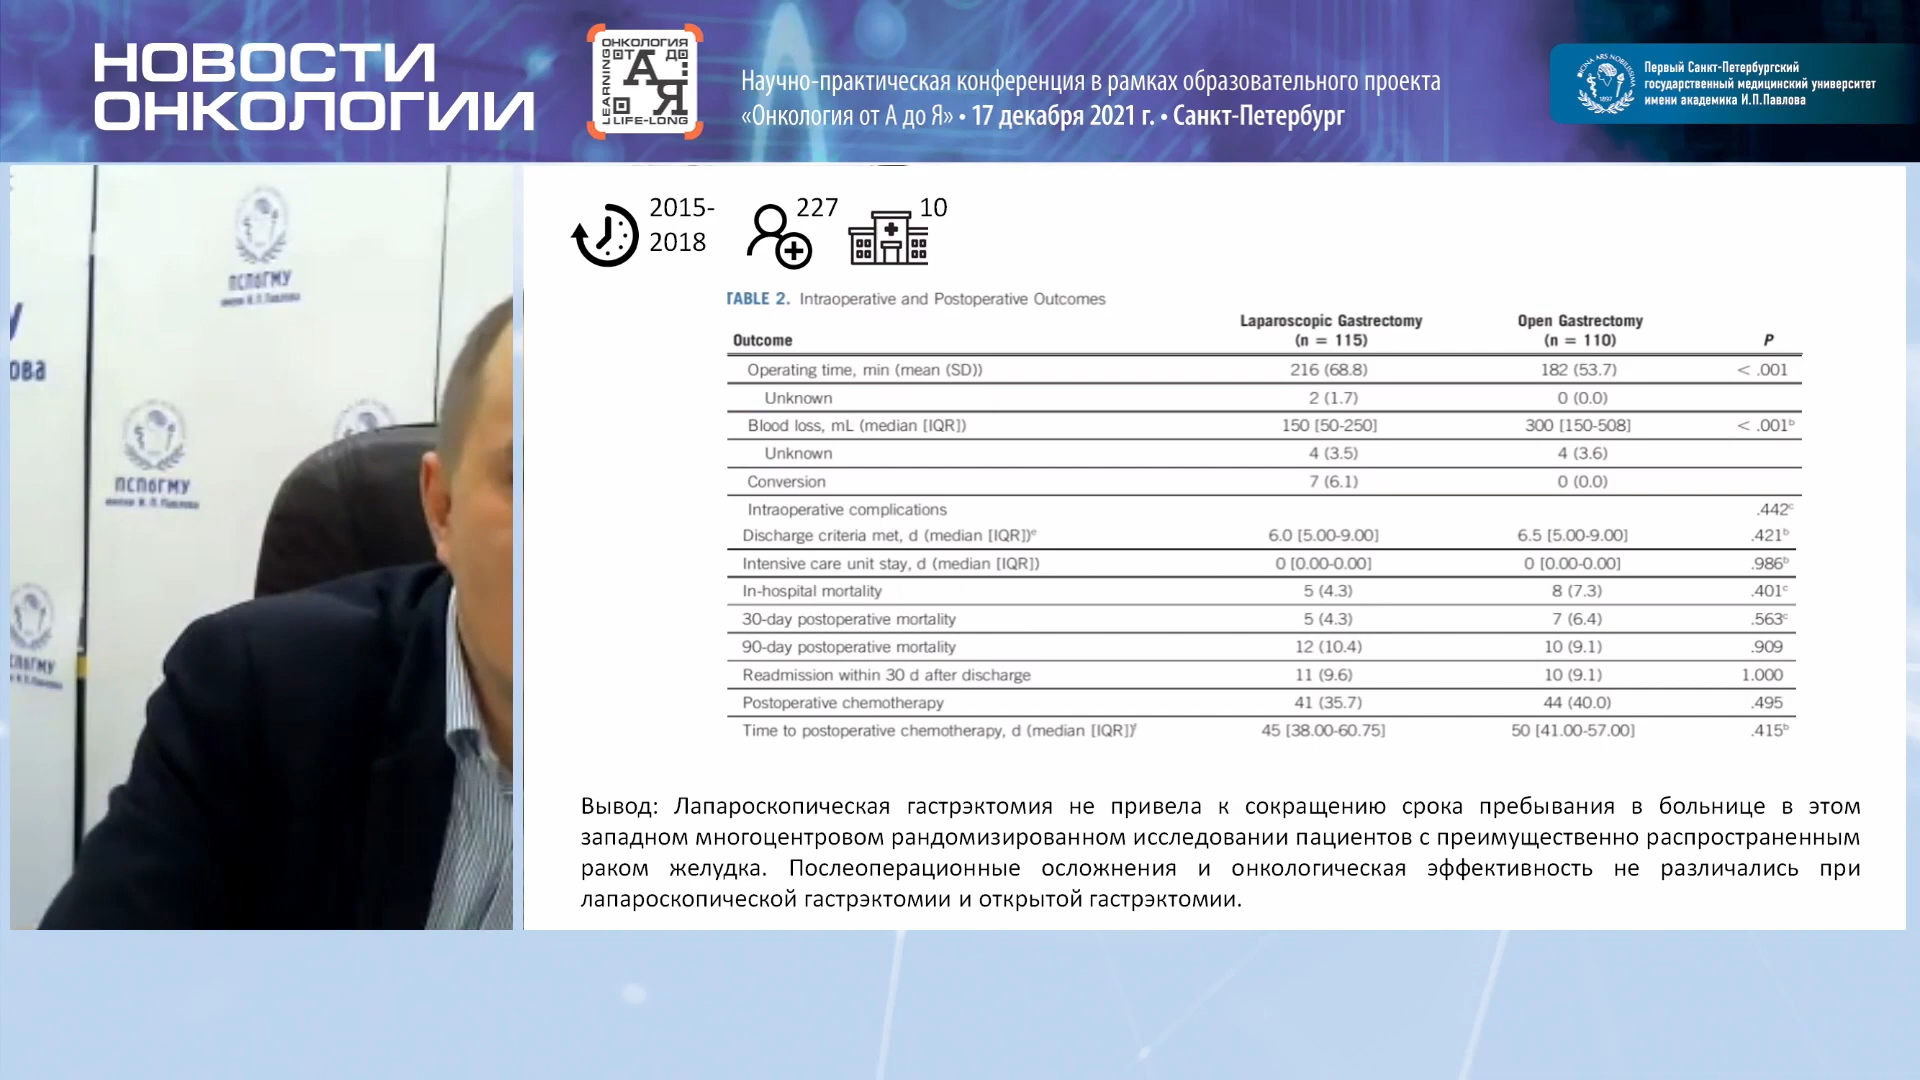 НОВОСТИ
ОНКОЛОГИИ
ОНКОЛОГИЯ
ОТ А ДО Я
LEARNING
LIFE-LONG
Научно-практическая конференция в рамках образовательного проекта
«Онкология от А до Я» • 17 декабря 2021 г. • Санкт-Петербург
Первый Санкт-Петербургский
государственный медицинский университет
имени академика И.П.Павлова
ПСПбГМУ
имени И. П. Павлова
ова
ПСПбГМУ
имени И. П. Павлова
2015-
2018
227
10
TABLE 2. Intraoperative and Postoperative Outcomes
Outcome Laparoscopic Gastrectomy (n = 115) Open Gastrectomy (n = 110) P
Operating time, min (mean (SD)) 216 (68.8) 182 (53.7) < .001
Unknown 2 (1.7) 0 (0.0)
Blood loss, mL (median [IQR]) 150 [50-250] 300 [150-508] < .001ᵇ
Unknown 4 (3.5) 4 (3.6)
Conversion 7 (6.1) 0 (0.0)
Intraoperative complications .442ᶜ
Discharge criteria met, d (median [IQR])ᵉ 6.0 [5.00-9.00] 6.5 [5.00-9.00] .421ᵇ
Intensive care unit stay, d (median [IQR]) 0 [0.00-0.00] 0 [0.00-0.00] .986ᵇ
In-hospital mortality 5 (4.3) 8 (7.3) .401ᶜ
30-day postoperative mortality 5 (4.3) 7 (6.4) .563ᶜ
90-day postoperative mortality 12 (10.4) 10 (9.1) .909
Readmission within 30 d after discharge 11 (9.6) 10 (9.1) 1.000
Postoperative chemotherapy 41 (35.7) 44 (40.0) .495
Time to postoperative chemotherapy, d (median [IQR])ᶠ 45 [38.00-60.75] 50 [41.00-57.00] .415ᵇ
Вывод: Лапароскопическая гастрэктомия не привела к сокращению срока пребывания в больнице в этом
западном многоцентровом рандомизированном исследовании пациентов с преимущественно распространенным
раком желудка. Послеоперационные осложнения и онкологическая эффективность не различались при
лапароскопической гастрэктомии и открытой гастрэктомии.